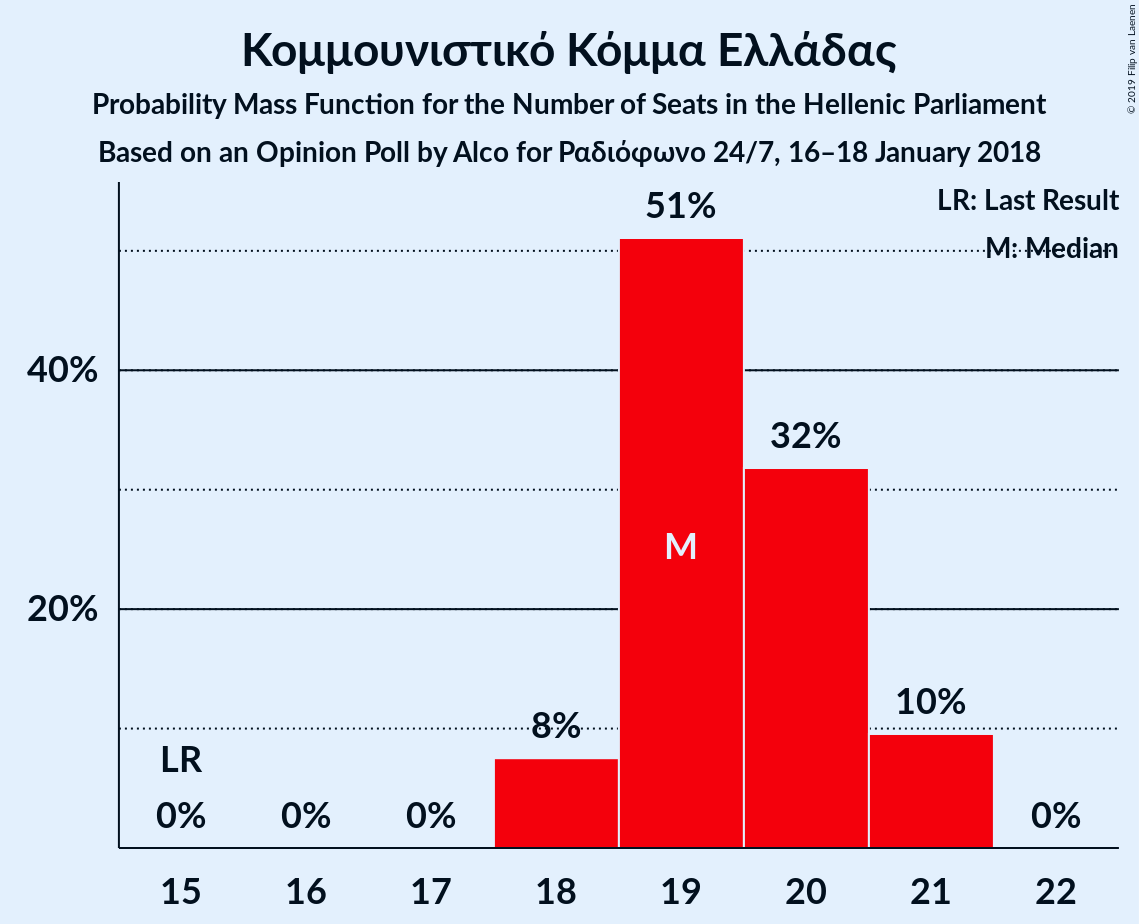 Κομμουνιστικό Κόμμα Ελλάδας
Probability Mass Function for the Number of Seats in the Hellenic Parliament
Based on an Opinion Poll by Alco for Ραδιόφωνο 24/7, 16–18 January 2018
© 2019 Filip van Laenen
LR: Last Result
M: Median
51%
40%
32%
M
20%
10%
8%
LR
0% 0% 0% 0%
15 16 17 18 19 20 21 22